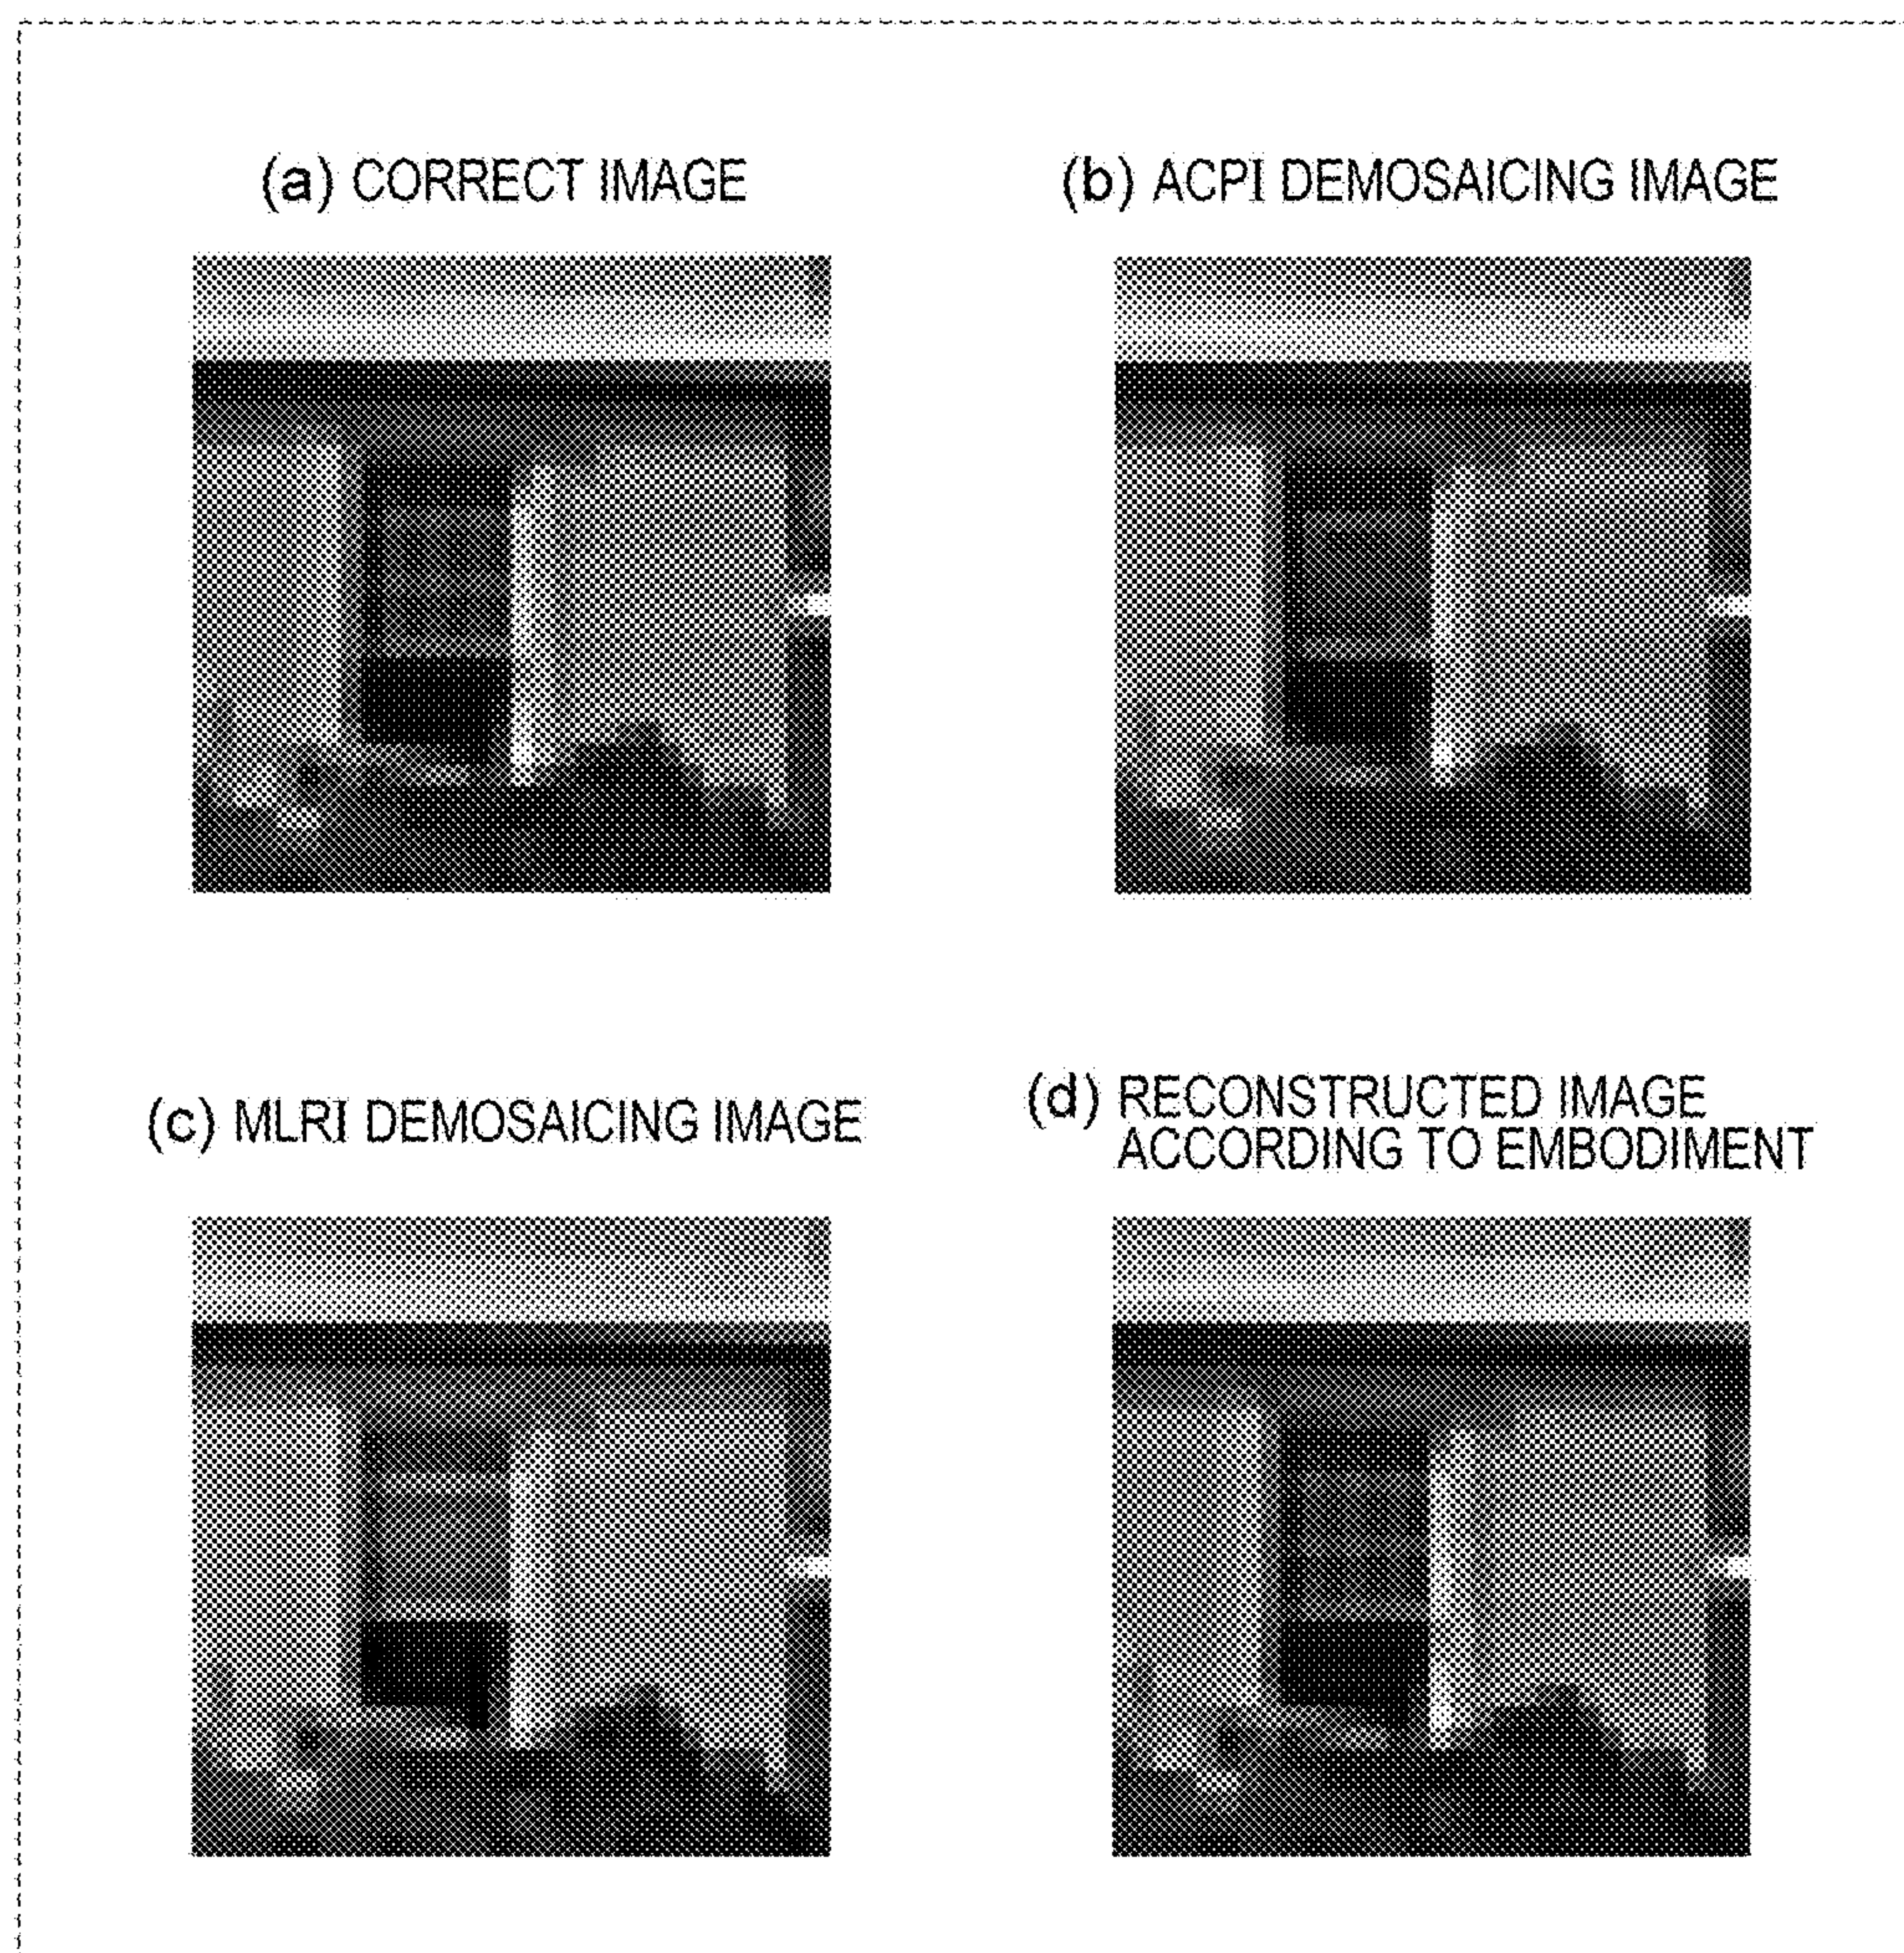 (a) CORRECT IMAGE
(b) ACPI DEMOSAICING IMAGE
(c) MLRI DEMOSAICING IMAGE
(d) RECONSTRUCTED IMAGE
ACCORDING TO EMBODIMENT